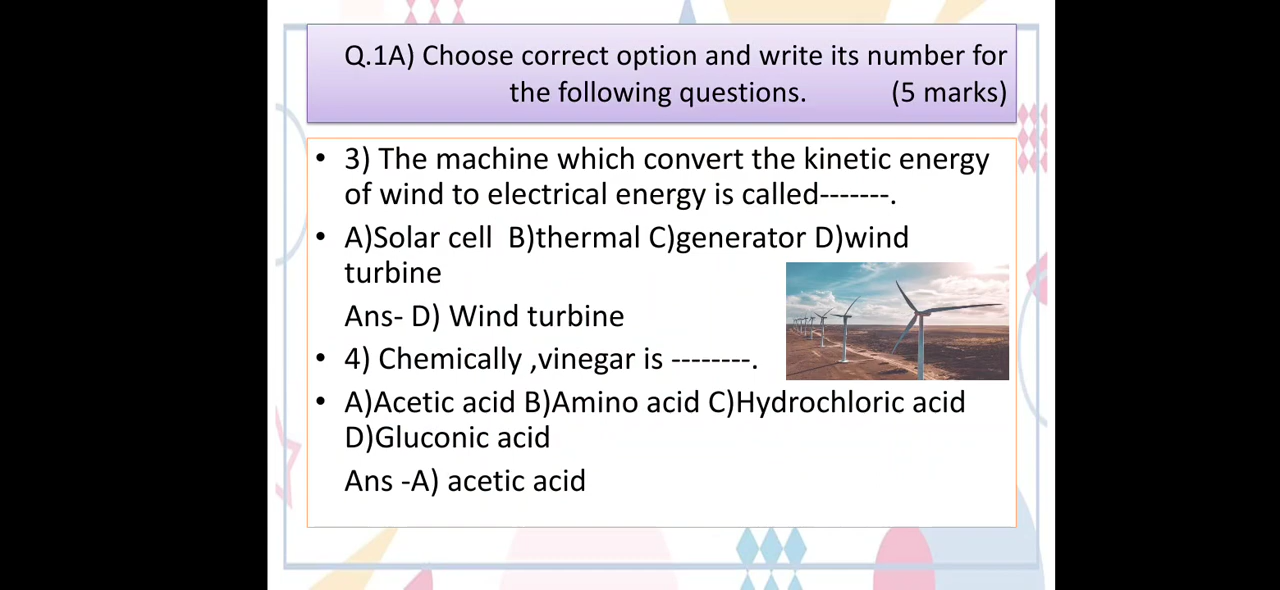 Q.1A) Choose correct option and write its number for
the following questions. (5 marks)
• 3) The machine which convert the kinetic energy
of wind to electrical energy is called-------.
• A)Solar cell B)thermal C)generator D)wind
turbine
Ans- D) Wind turbine
• 4) Chemically ,vinegar is --------.
• A)Acetic acid B)Amino acid C)Hydrochloric acid
D)Gluconic acid
Ans -A) acetic acid